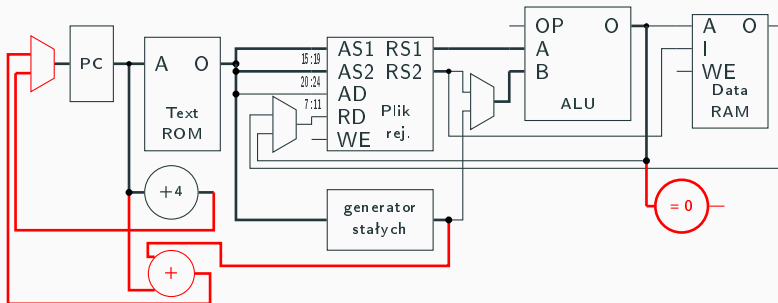 PC
A O
Text
ROM
+4
+
15:19
20:24
7:11
AS1 RS1
AS2 RS2
AD
RD
WE
Plik
rej.
generator
stałych
OP O
A
B
ALU
= 0
A O
I
WE
Data
RAM